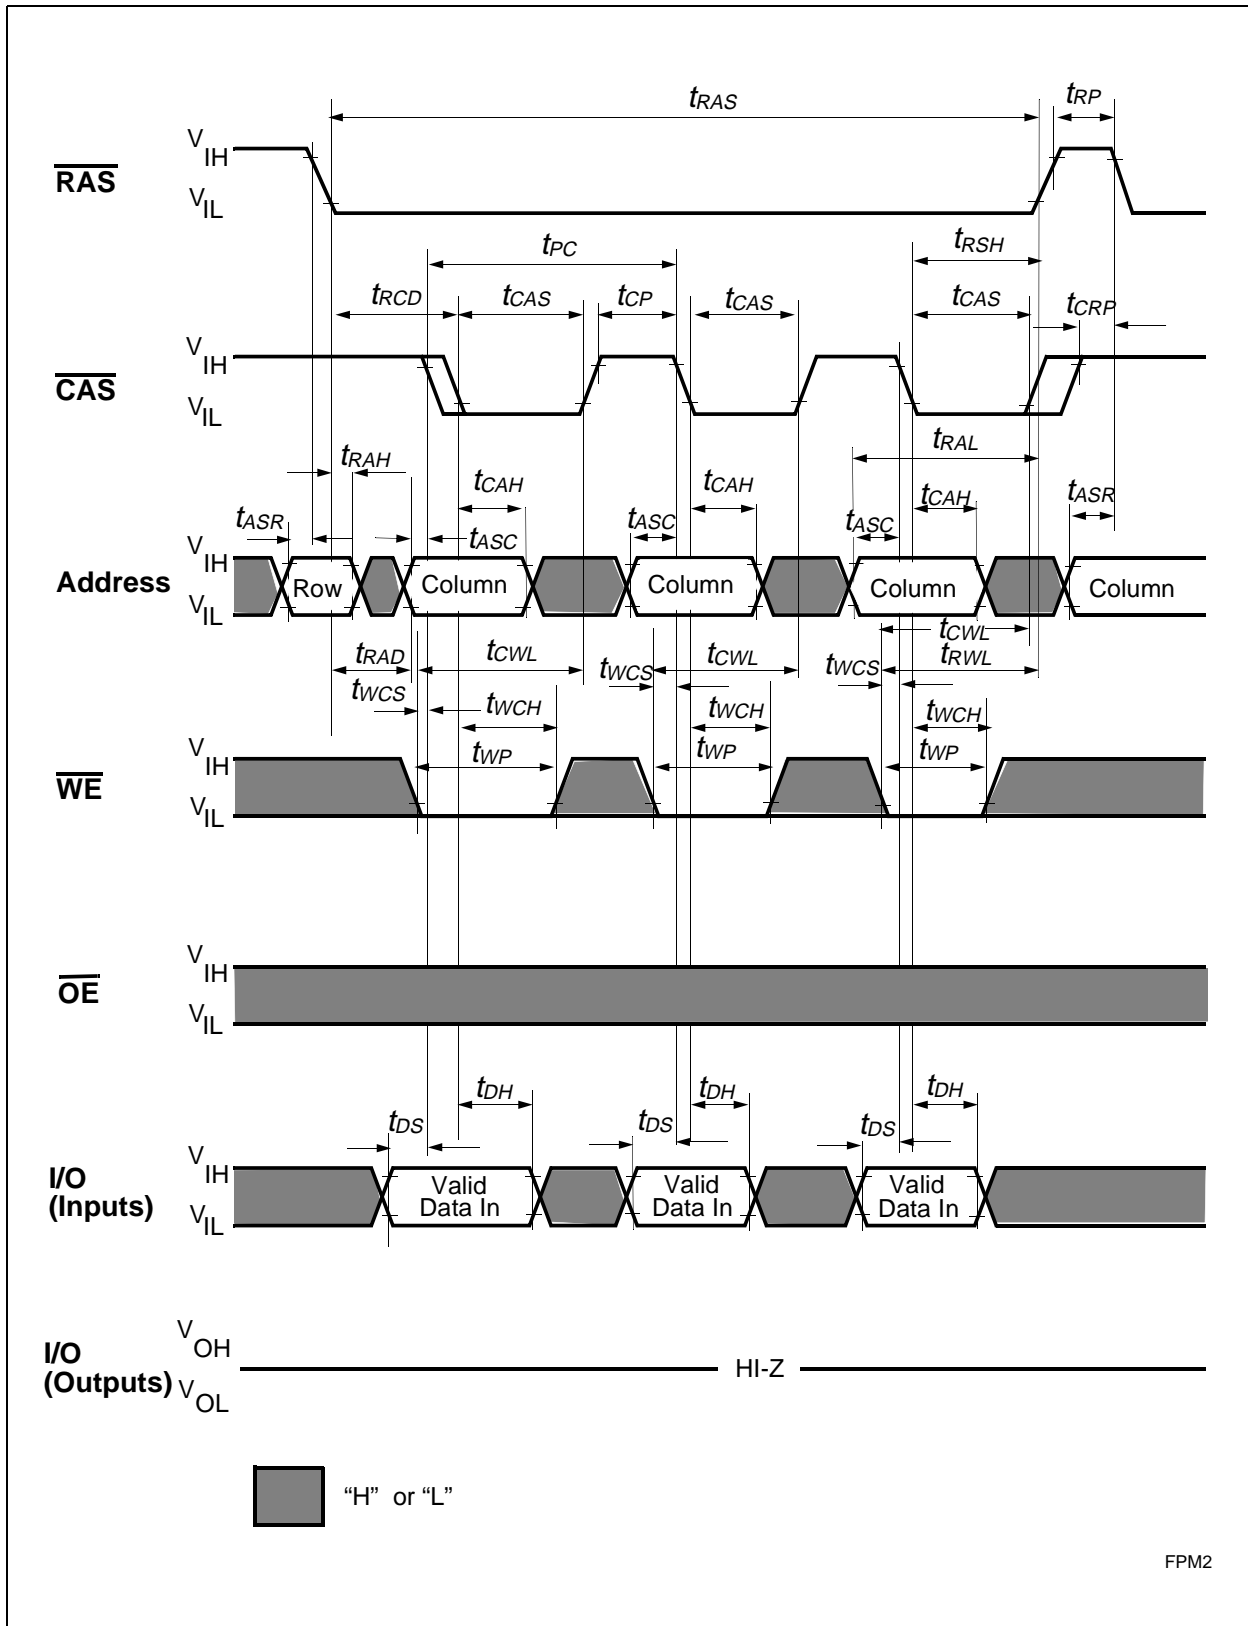 tRAS tRP
RAS VIH
VIL
tPC tRSH
tRCD tCAS tCP tCAS tCAS tCRP
CAS VIH
VIL
tRAH tRAL
tASR tCAH tASC tCAH tASC tCAH tASR
tASC
Address VIH
VIL
Row Column Column Column Column
tRAD tCWL tCWL tCWL
tWCS tWCS tWCS tRWL
tWCH tWCH tWCH
tWP tWP tWP
WE VIH
VIL
OE VIH
VIL
tDH tDH tDH
tDS tDS tDS
I/O (Inputs) VIH
VIL
Valid Data In Valid Data In Valid Data In
I/O (Outputs) VOH
VOL
HI-Z
“H” or “L”
FPM2